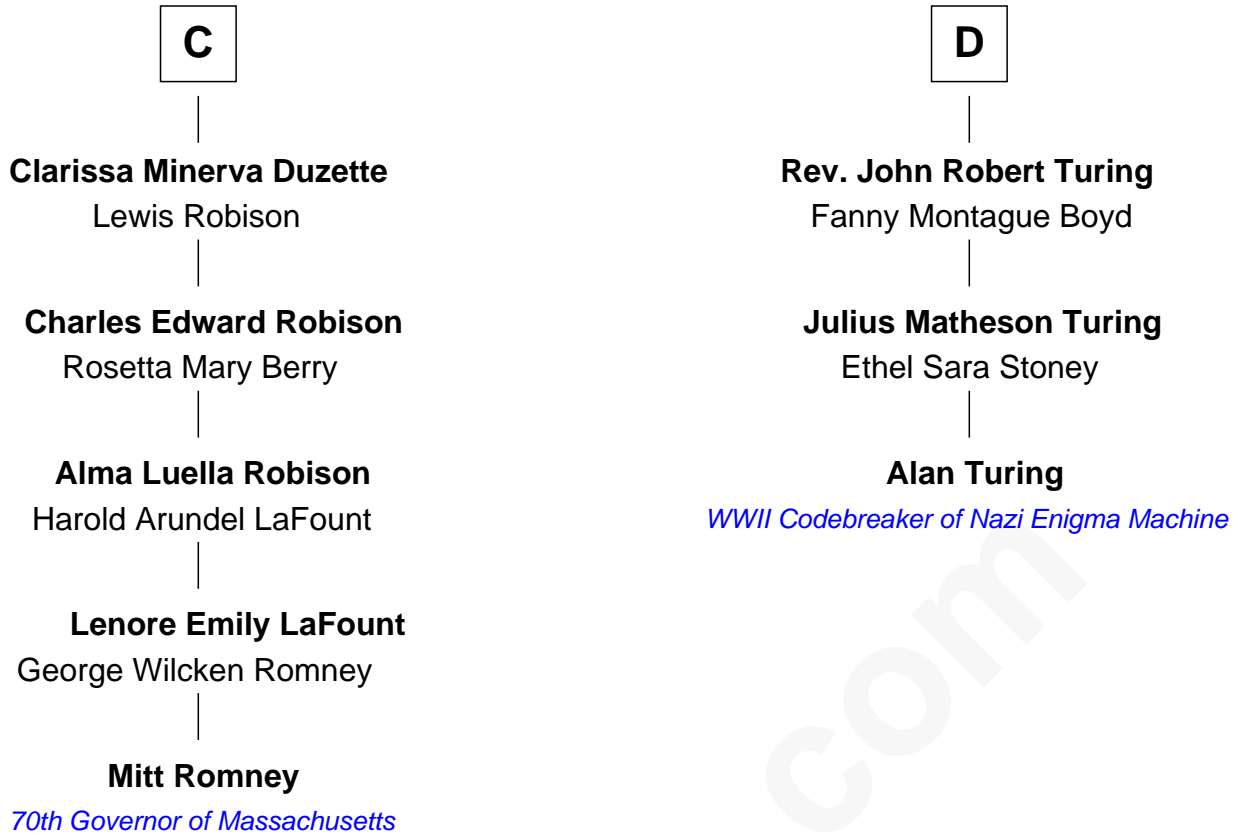 C
Clarissa Minerva Duzette
Lewis Robison
Charles Edward Robison
Rosetta Mary Berry
Alma Luella Robison
Harold Arundel LaFount
Lenore Emily LaFount
George Wilcken Romney
Mitt Romney
70th Governor of Massachusetts
D
Rev. John Robert Turing
Fanny Montague Boyd
Julius Matheson Turing
Ethel Sara Stoney
Alan Turing
WWII Codebreaker of Nazi Enigma Machine
com